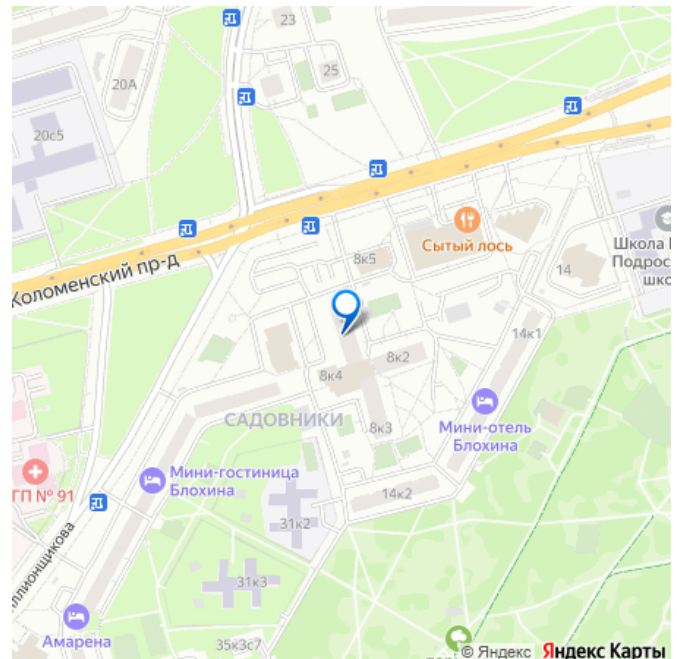 23
25
20А
20с5
Сытый лось
8к5
Школа
Подрос
шко
14
Коломенский пр-д
14к1
8к2
8к4
САДОВНИКИ
Мини-отель
Блохина
8к3
Мини-гостиница
Блохина
ГП № 91
14к2
31к2
ллионщикова
31к3
Амарена
35к3с7
© Яндекс Яндекс Карты